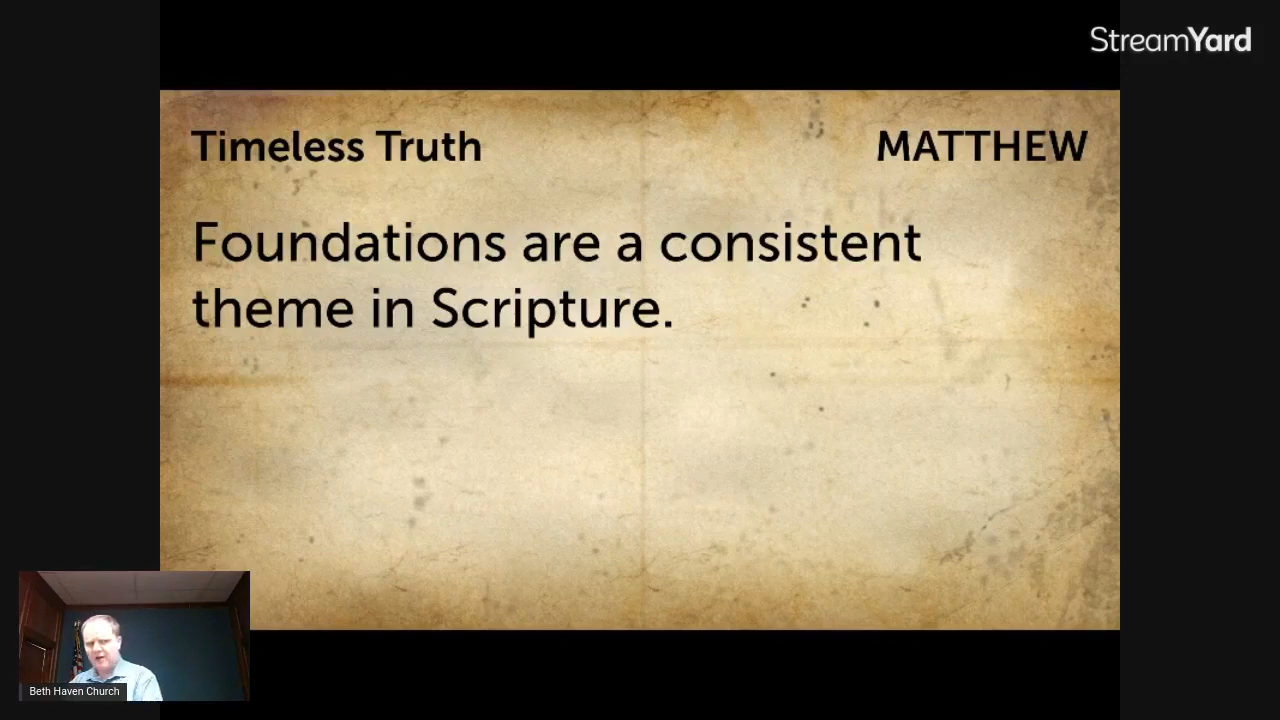 StreamYard
Timeless Truth
MATTHEW
Foundations are a consistent
theme in Scripture.
Beth Haven Church